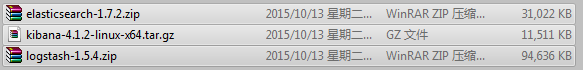 elasticsearch-1.7.2.zip 2015/10/13 星期二... WinRAR ZIP 压缩... 31,022 KB
kibana-4.1.2-linux-x64.tar.gz 2015/10/13 星期二... GZ 文件 11,511 KB
logstash-1.5.4.zip 2015/10/13 星期二... WinRAR ZIP 压缩... 94,636 KB